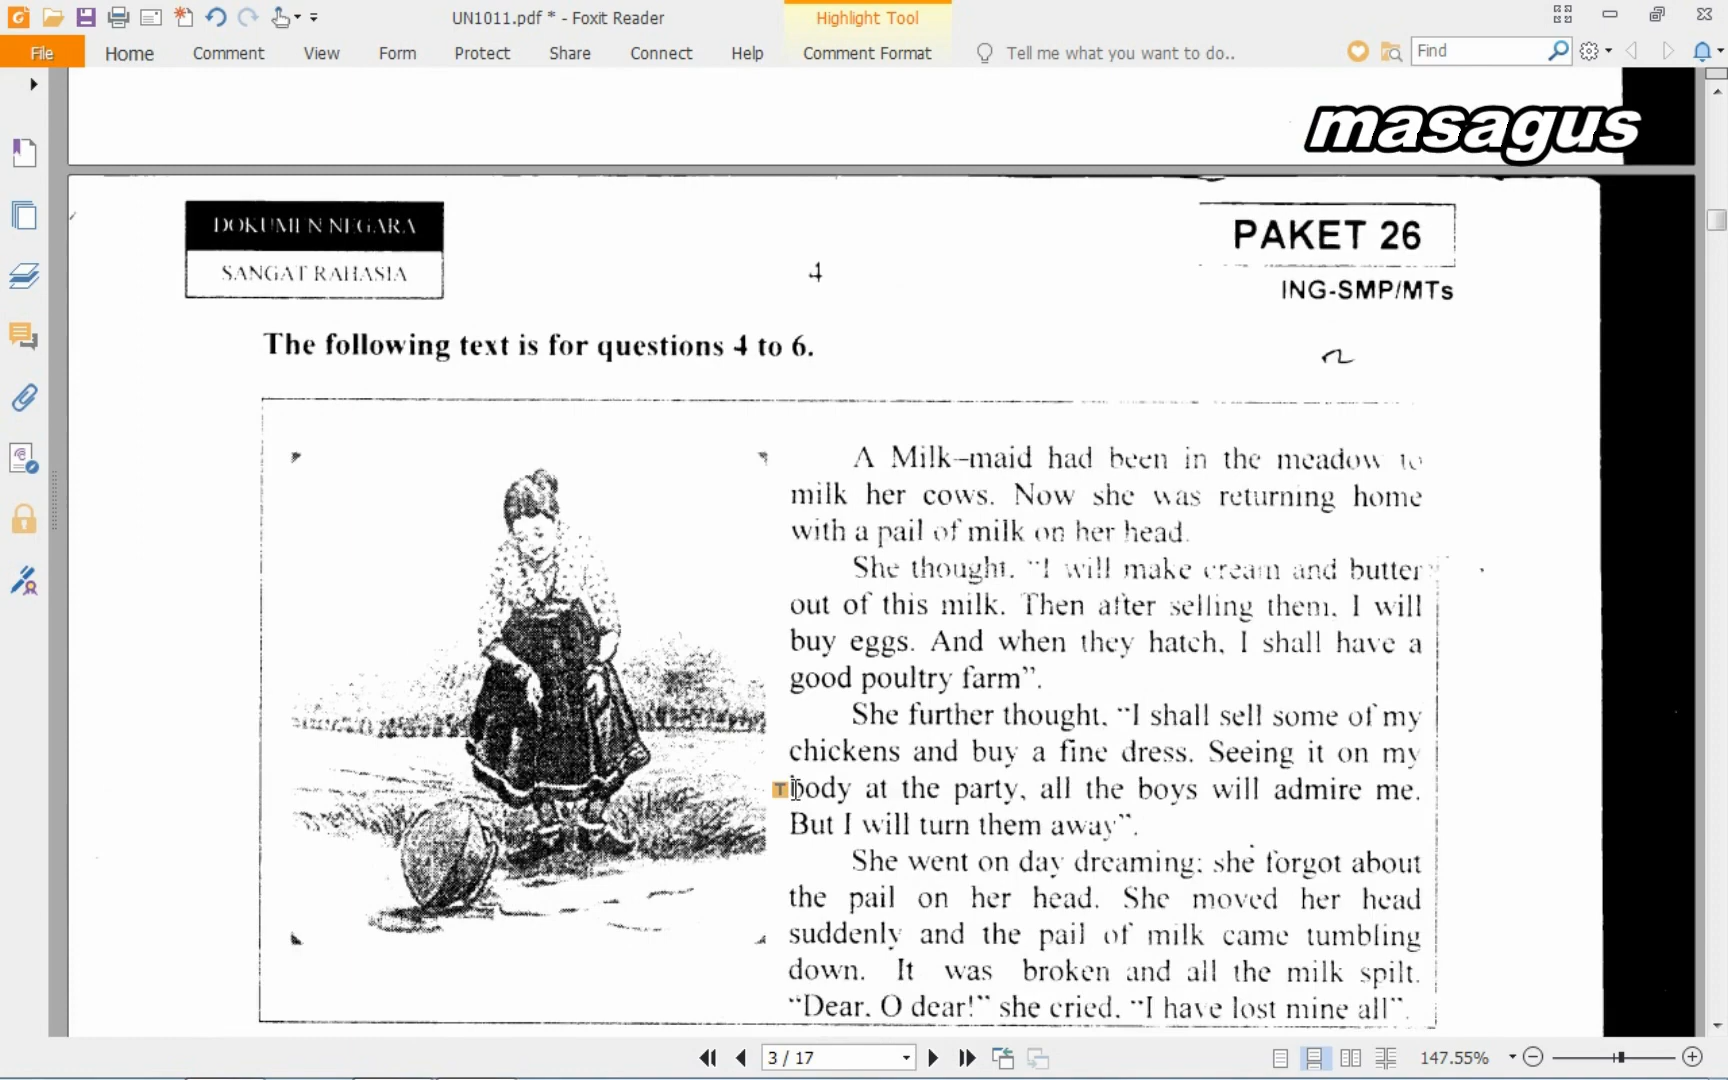 UN1011.pdf * - Foxit Reader
Highlight Tool
File
Home
Comment
View
Form
Protect
Share
Connect
Help
Comment Format
Tell me what you want to do..
Find
masagus
DOKUMEN NEGARA
SANGAT RAHASIA
4
PAKET 26
ING-SMP/MTs
The following text is for questions 4 to 6.
A Milk–maid had been in the meadow to
milk her cows. Now she was returning home
with a pail of milk on her head.
She thought. “I will make cream and butter
out of this milk. Then after selling them. I will
buy eggs. And when they hatch, I shall have a
good poultry farm”.
She further thought. “I shall sell some of my
chickens and buy a fine dress. Seeing it on my
body at the party, all the boys will admire me.
But I will turn them away”.
She went on day dreaming; she forgot about
the pail on her head. She moved her head
suddenly and the pail of milk came tumbling
down. It was broken and all the milk spilt.
“Dear, O dear!” she cried. “I have lost mine all”.
3 / 17
147.55%